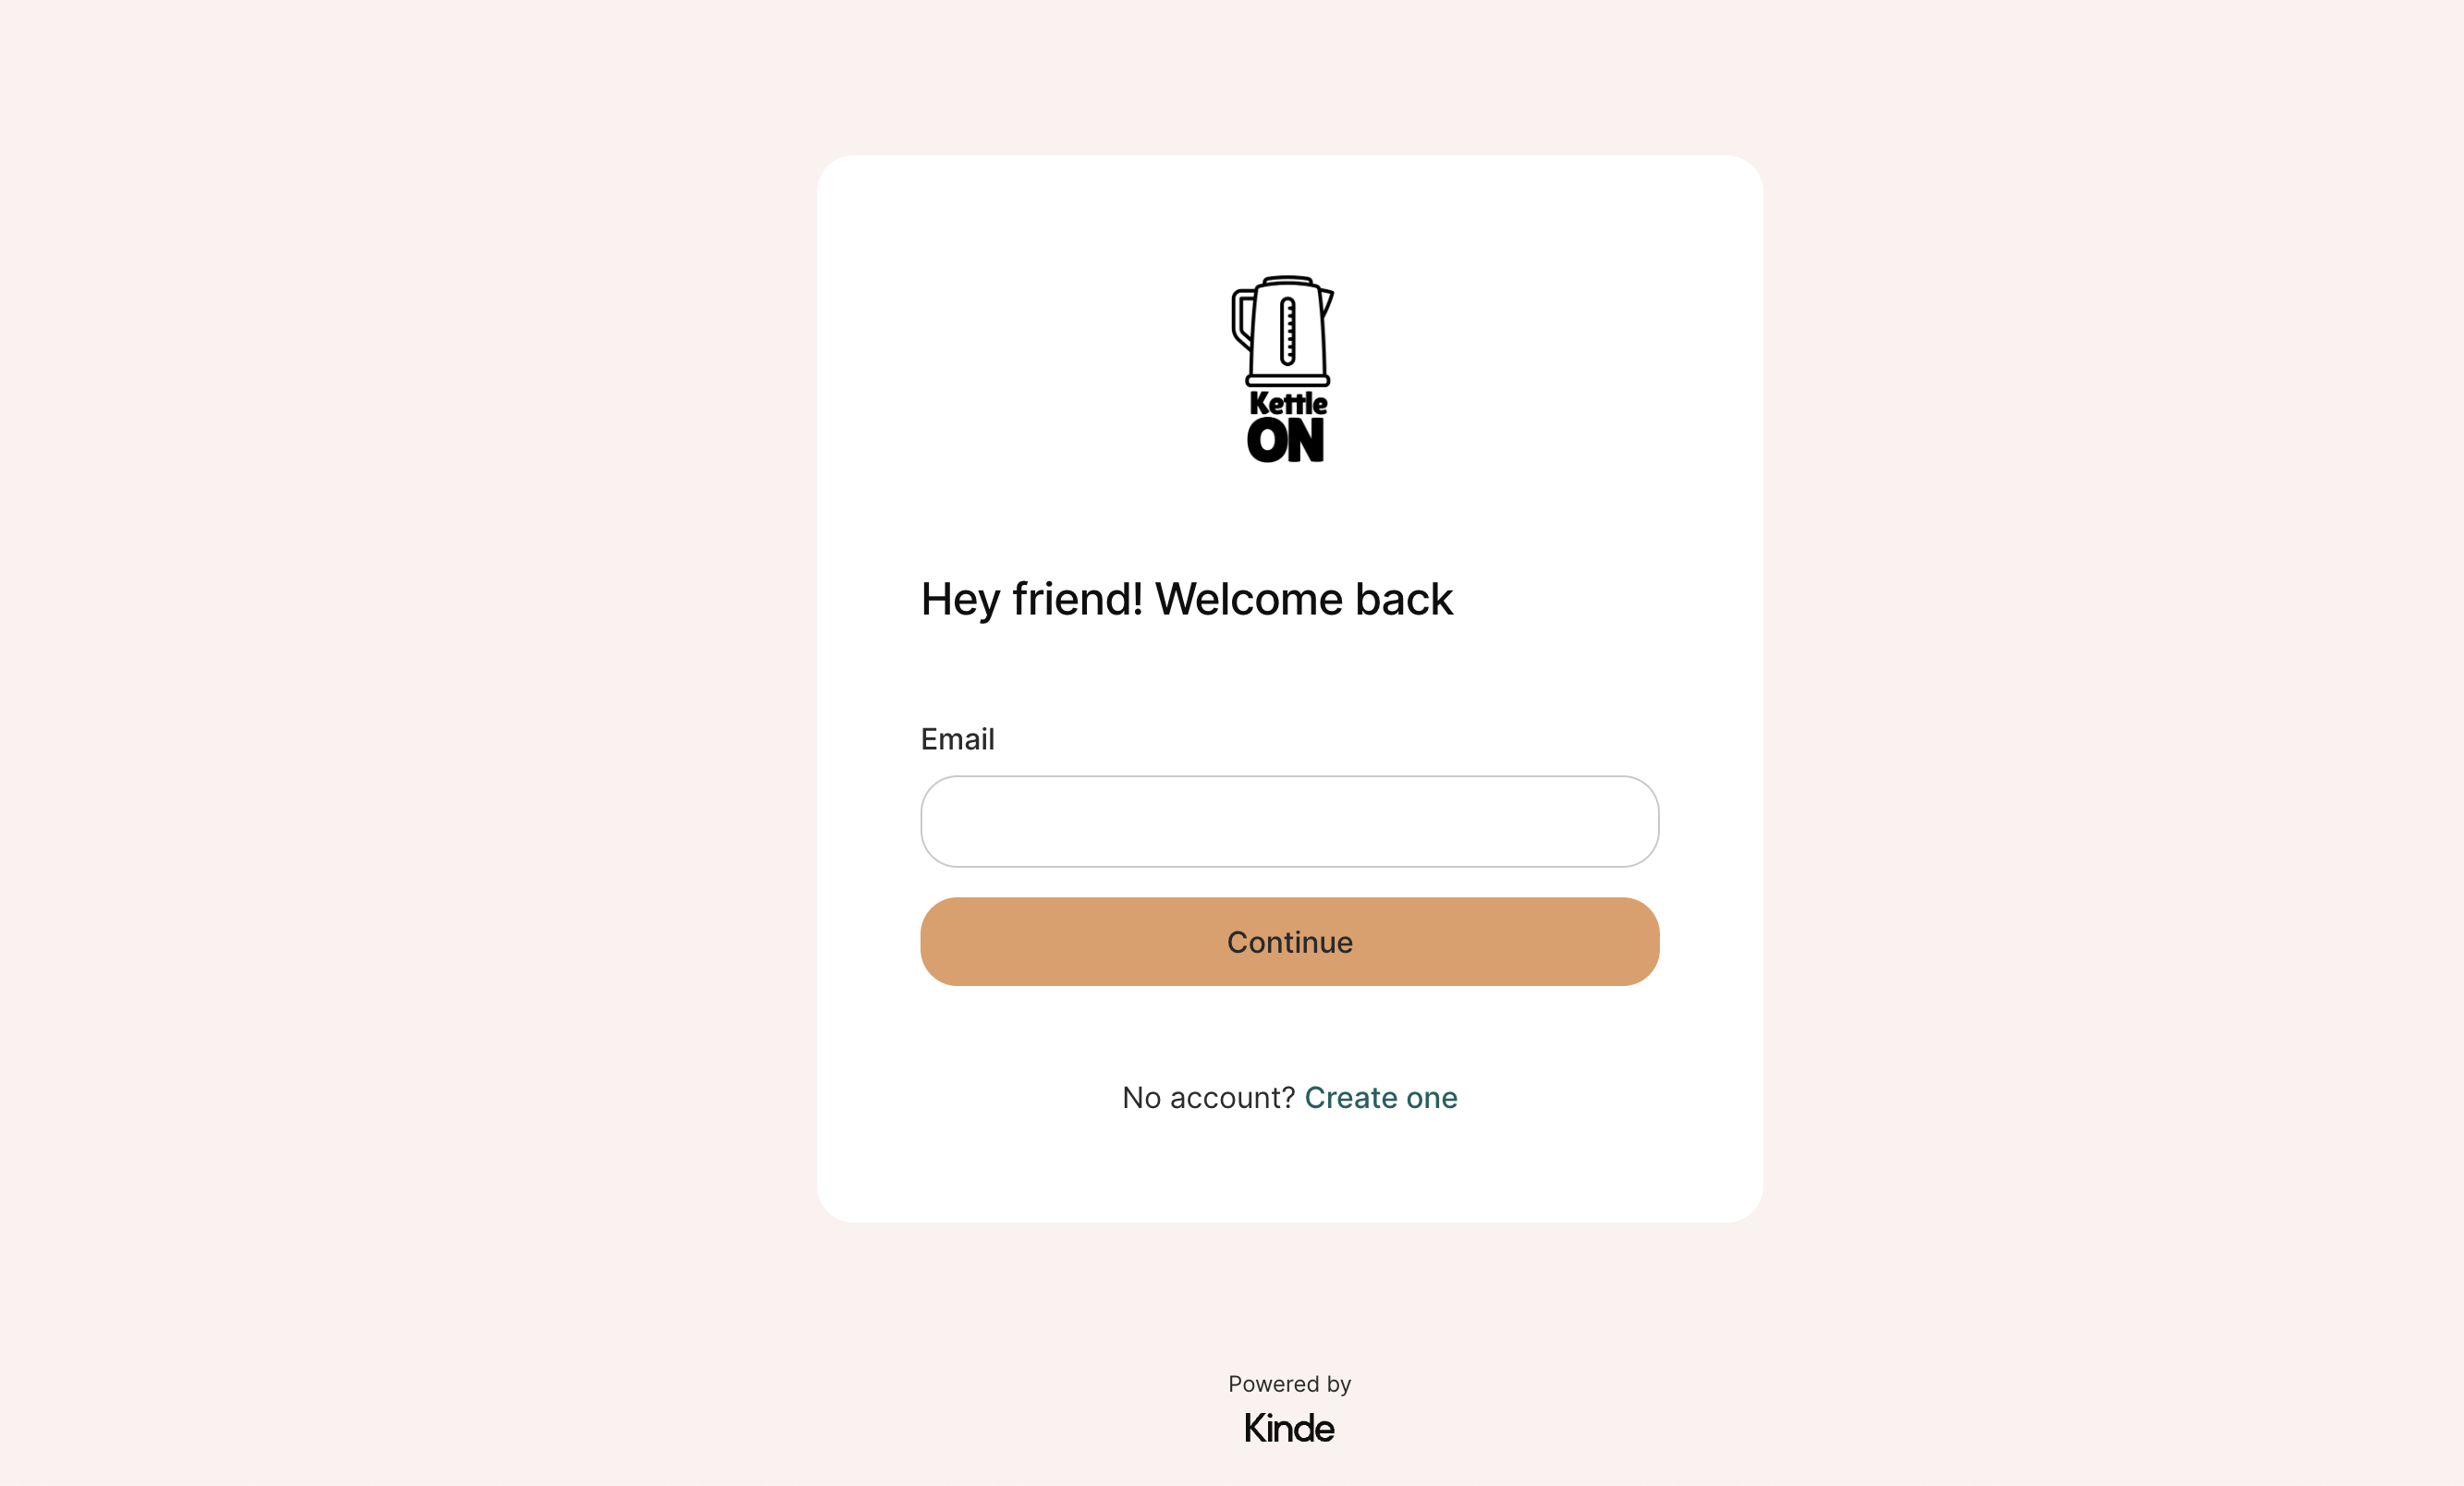 Kettle
ON
Hey friend! Welcome back
Email
Continue
No account? Create one
Powered by
Kinde